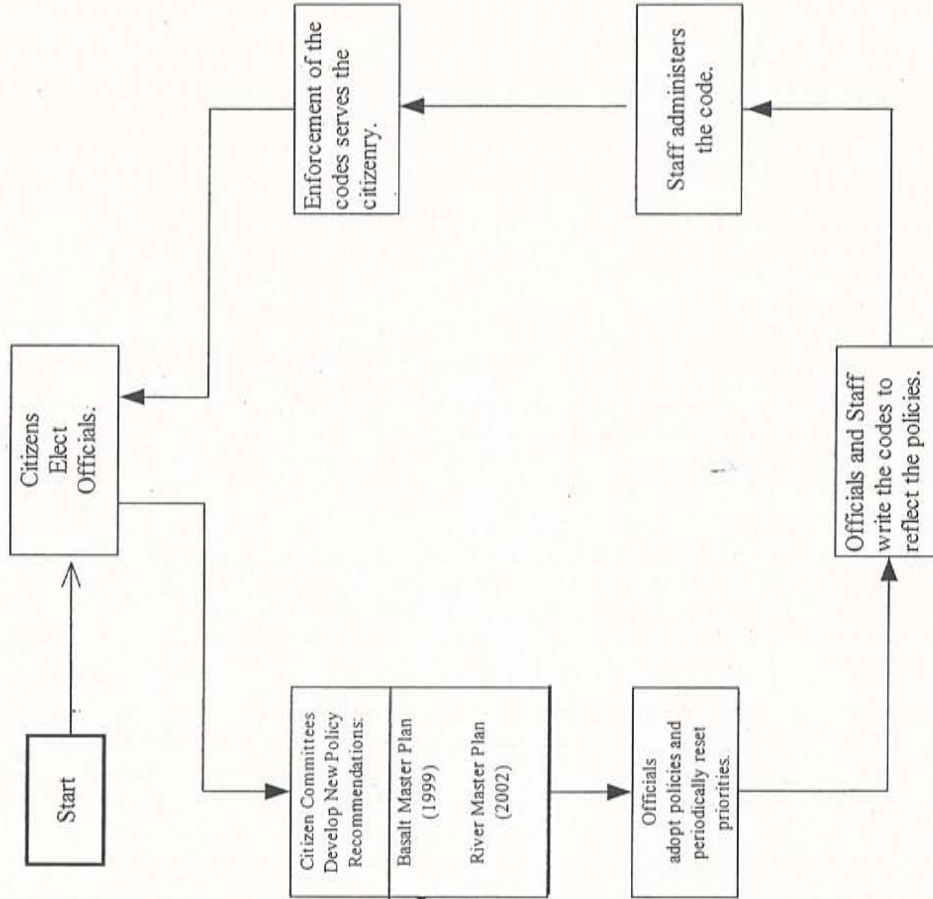 Start
Citizens
Elect
Officials.
Citizen Committees
Develop New Policy
Recommendations:
Basalt Master Plan
(1999)
River Master Plan
(2002)
Officials
adopt policies and
periodically reset
priorities.
Officials and Staff
write the codes to
reflect the policies.
Staff administers
the code.
Enforcement of the
codes serves the
citizenry.